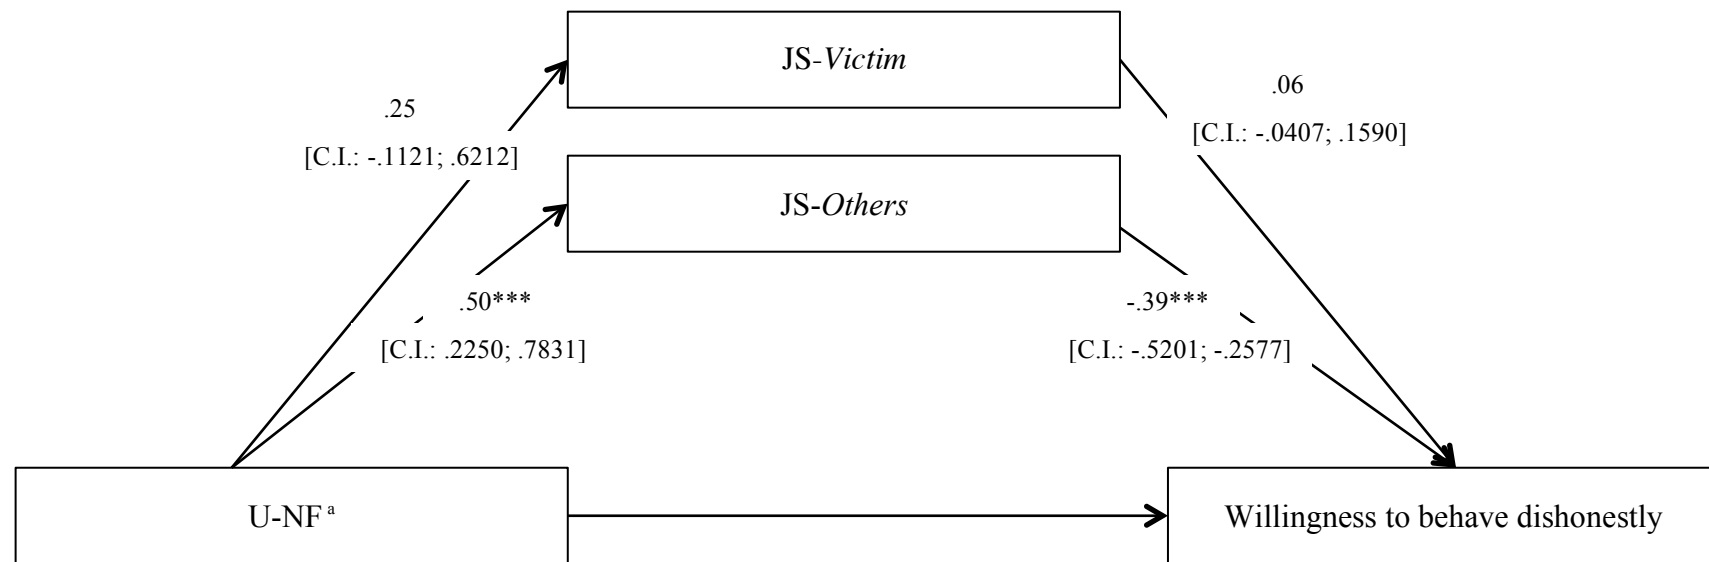 JS-Victim
.25
[C.I.: -.1121; .6212]
.06
[C.I.: -.0407; .1590]
JS-Others
.50***
[C.I.: .2250; .7831]
-.39***
[C.I.: -.5201; -.2577]
U-NF ᵃ
Willingness to behave dishonestly